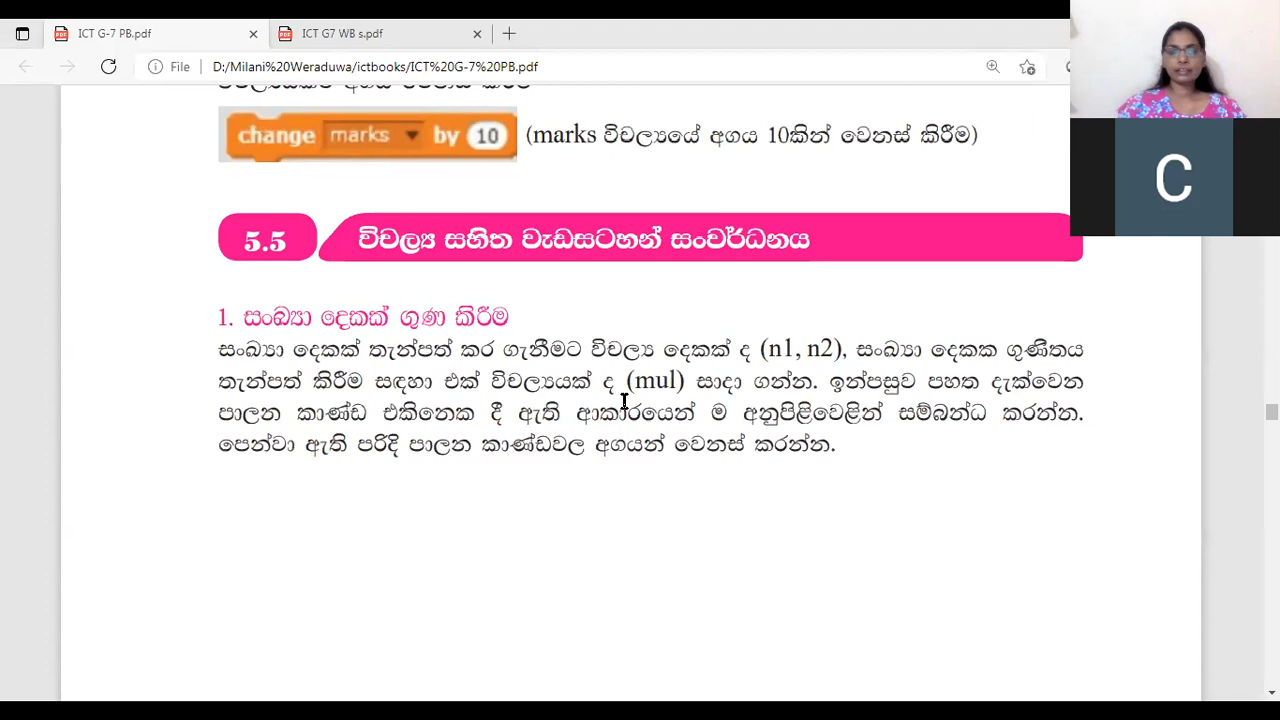 ICT G-7 PB.pdf
ICT G7 WB s.pdf
File
D:/Milani%20Weraduwa/ictbooks/ICT%20G-7%20PB.pdf
change marks by 10 (marks විචල්‍යයේ අගය 10කින් වෙනස් කිරීම)
5.5 විචල්‍ය සහිත වැඩසටහන් සංවර්ධනය
1. සංඛ්‍යා දෙකක් ගුණ කිරීම
සංඛ්‍යා දෙකක් තැන්පත් කර ගැනීමට විචල්‍ය දෙකක් ද (n1, n2), සංඛ්‍යා දෙකක ගුණිතය
තැන්පත් කිරීම සඳහා එක් විචල්‍යයක් ද (mul) සාදා ගන්න. ඉන්පසුව පහත දැක්වෙන
පාලන කාණ්ඩ එකිනෙක දී ඇති ආකාරයෙන් ම අනුපිළිවෙළින් සම්බන්ධ කරන්න.
පෙන්වා ඇති පරිදි පාලන කාණ්ඩවල අගයන් වෙනස් කරන්න.
C